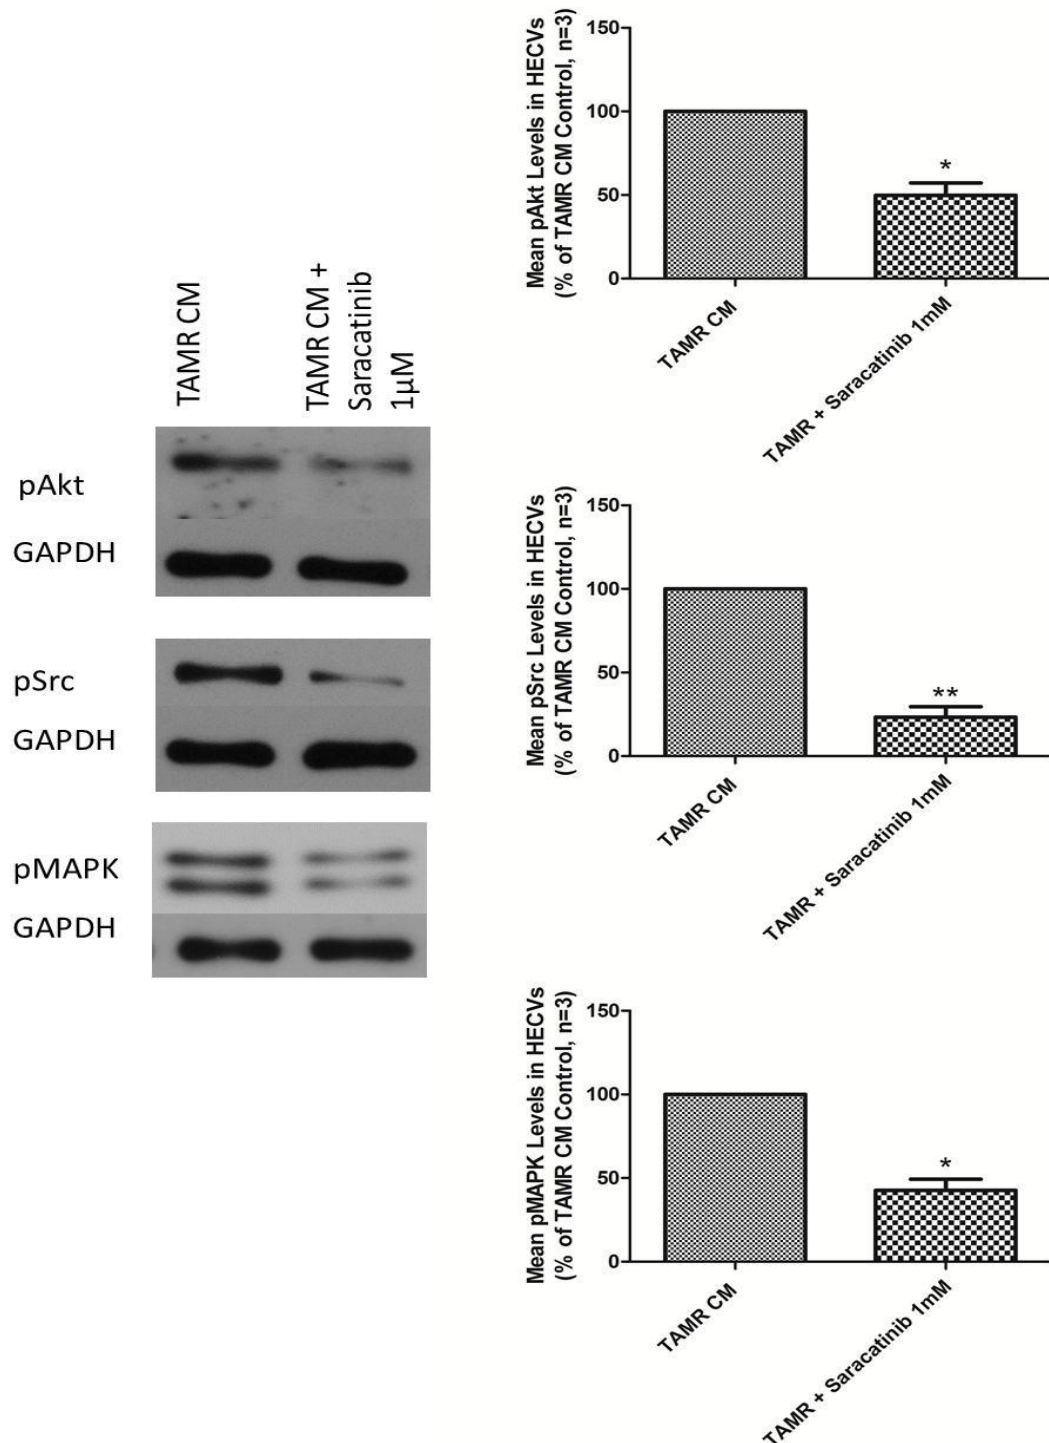 TAMR CM
TAMR CM +
Saracatinib
1µM
pAkt
GAPDH
pSrc
GAPDH
pMAPK
GAPDH
Mean pAkt Levels in HECVs
(% of TAMR CM Control, n=3)
150
100
50
0
*
TAMR CM
TAMR + Saracatinib 1mM
Mean pSrc Levels in HECVs
(% of TAMR CM Control, n=3)
150
100
50
0
**
TAMR CM
TAMR + Saracatinib 1mM
Mean pMAPK Levels in HECVs
(% of TAMR CM Control, n=3)
150
100
50
0
*
TAMR CM
TAMR + Saracatinib 1mM